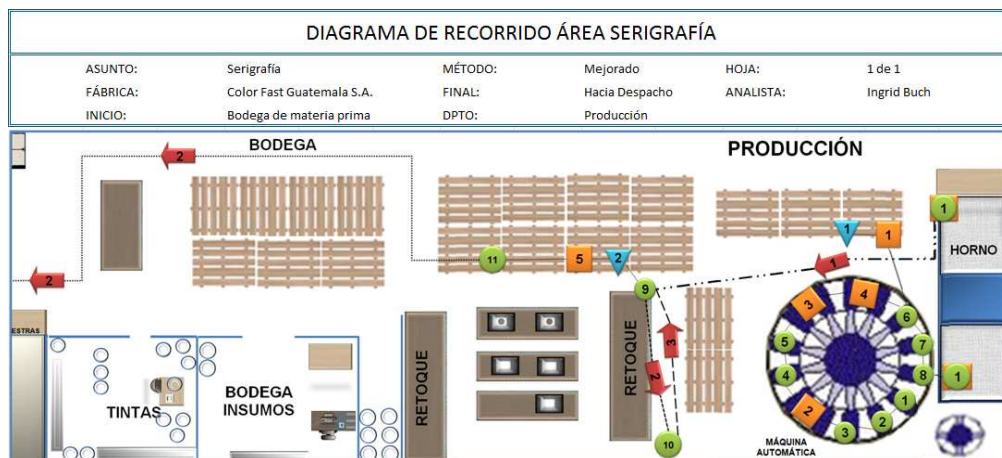 DIAGRAMA DE RECORRIDO ÁREA SERIGRAFÍA
ASUNTO: Serigrafía MÉTODO: Mejorado HOJA: 1 de 1
FÁBRICA: Color Fast Guatemala S.A. FINAL: Hacia Despacho ANALISTA: Ingrid Buch
INICIO: Bodega de materia prima DPTO: Producción
BODEGA
PRODUCCIÓN
2
1
1
1
HORNO
11
5
2
1
2
9
3
4
6
ESTRAS
5
7
3
RETOQUE
RETOQUE
4
8
1
2
1
TINTAS
BODEGA
INSUMOS
2
3
2
10
MÁQUINA
AUTOMÁTICA